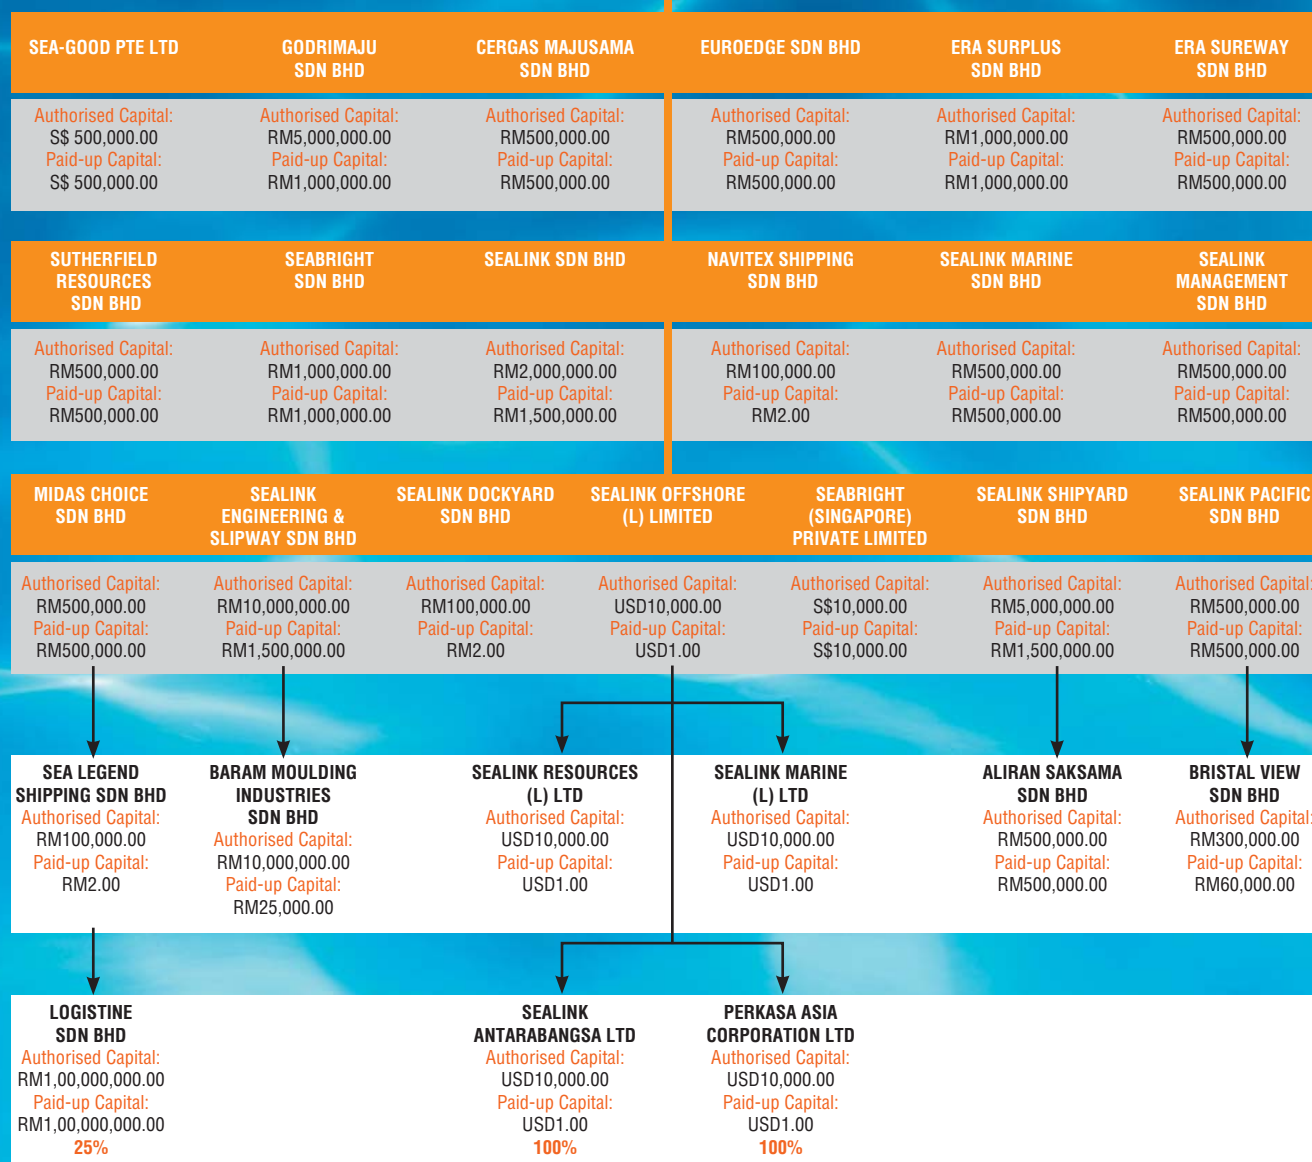 SEA-GOOD PTE LTD
Authorised Capital:
S$ 500,000.00
Paid-up Capital:
S$ 500,000.00
GODRIMAJU
SDN BHD
Authorised Capital:
RM5,000,000.00
Paid-up Capital:
RM1,000,000.00
CERGAS MAJUSAMA
SDN BHD
Authorised Capital:
RM500,000.00
Paid-up Capital:
RM500,000.00
EUROEDGE SDN BHD
Authorised Capital:
RM500,000.00
Paid-up Capital:
RM500,000.00
ERA SURPLUS
SDN BHD
Authorised Capital:
RM1,000,000.00
Paid-up Capital:
RM1,000,000.00
ERA SUREWAY
SDN BHD
Authorised Capital:
RM500,000.00
Paid-up Capital:
RM500,000.00
SUTHERFIELD
RESOURCES
SDN BHD
Authorised Capital:
RM500,000.00
Paid-up Capital:
RM500,000.00
SEABRIGHT
SDN BHD
Authorised Capital:
RM1,000,000.00
Paid-up Capital:
RM1,000,000.00
SEALINK SDN BHD
Authorised Capital:
RM2,000,000.00
Paid-up Capital:
RM1,500,000.00
NAVITEX SHIPPING
SDN BHD
Authorised Capital:
RM100,000.00
Paid-up Capital:
RM2.00
SEALINK MARINE
SDN BHD
Authorised Capital:
RM500,000.00
Paid-up Capital:
RM500,000.00
SEALINK
MANAGEMENT
SDN BHD
Authorised Capital:
RM500,000.00
Paid-up Capital:
RM500,000.00
MIDAS CHOICE
SDN BHD
Authorised Capital:
RM500,000.00
Paid-up Capital:
RM500,000.00
SEALINK
ENGINEERING &
SLIPWAY SDN BHD
Authorised Capital:
RM10,000,000.00
Paid-up Capital:
RM1,500,000.00
SEALINK DOCKYARD
SDN BHD
Authorised Capital:
RM100,000.00
Paid-up Capital:
RM2.00
SEALINK OFFSHORE
(L) LIMITED
Authorised Capital:
USD10,000.00
Paid-up Capital:
USD1.00
SEABRIGHT
(SINGAPORE)
PRIVATE LIMITED
Authorised Capital:
S$10,000.00
Paid-up Capital:
S$10,000.00
SEALINK SHIPYARD
SDN BHD
Authorised Capital:
RM5,000,000.00
Paid-up Capital:
RM1,500,000.00
SEALINK PACIFIC
SDN BHD
Authorised Capital:
RM500,000.00
Paid-up Capital:
RM500,000.00
SEA LEGEND
SHIPPING SDN BHD
Authorised Capital:
RM100,000.00
Paid-up Capital:
RM2.00
BARAM MOULDING
INDUSTRIES
SDN BHD
Authorised Capital:
RM10,000,000.00
Paid-up Capital:
RM25,000.00
SEALINK RESOURCES
(L) LTD
Authorised Capital:
USD10,000.00
Paid-up Capital:
USD1.00
SEALINK MARINE
(L) LTD
Authorised Capital:
USD10,000.00
Paid-up Capital:
USD1.00
ALIRAN SAKSAMA
SDN BHD
Authorised Capital:
RM500,000.00
Paid-up Capital:
RM500,000.00
BRISTAL VIEW
SDN BHD
Authorised Capital:
RM300,000.00
Paid-up Capital:
RM60,000.00
LOGISTINE
SDN BHD
Authorised Capital:
RM1,00,000,000.00
Paid-up Capital:
RM1,00,000,000.00
25%
SEALINK
ANTARABANGSA LTD
Authorised Capital:
USD10,000.00
Paid-up Capital:
USD1.00
100%
PERKASA ASIA
CORPORATION LTD
Authorised Capital:
USD10,000.00
Paid-up Capital:
USD1.00
100%